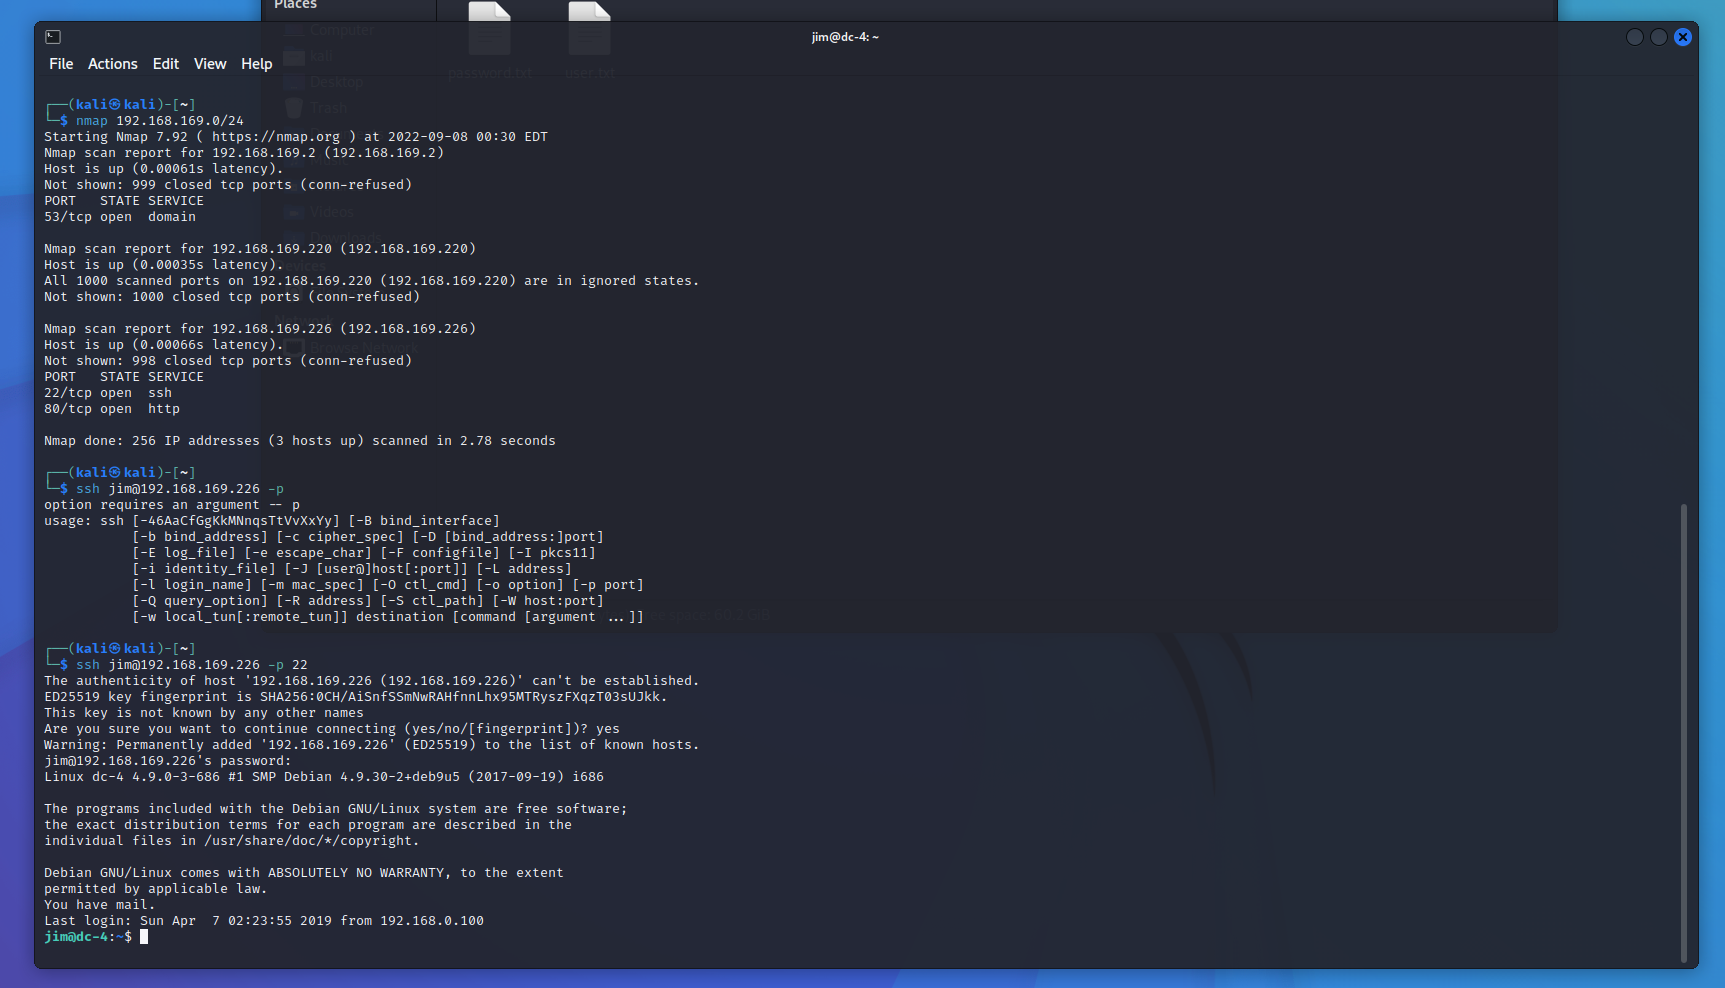 Places
jim@dc-4: ~
File Actions Edit View Help
Computer
kali
password.txt
user.txt
Desktop
Trash
Videos
Downloads
Devices
Network
Browse Network
┌──(kali㉿kali)-[~]
└─$ nmap 192.168.169.0/24
Starting Nmap 7.92 ( https://nmap.org ) at 2022-09-08 00:30 EDT
Nmap scan report for 192.168.169.2 (192.168.169.2)
Host is up (0.00061s latency).
Not shown: 999 closed tcp ports (conn-refused)
PORT   STATE SERVICE
53/tcp open  domain
Nmap scan report for 192.168.169.220 (192.168.169.220)
Host is up (0.00035s latency).
All 1000 scanned ports on 192.168.169.220 (192.168.169.220) are in ignored states.
Not shown: 1000 closed tcp ports (conn-refused)
Nmap scan report for 192.168.169.226 (192.168.169.226)
Host is up (0.00066s latency).
Not shown: 998 closed tcp ports (conn-refused)
PORT   STATE SERVICE
22/tcp open  ssh
80/tcp open  http
Nmap done: 256 IP addresses (3 hosts up) scanned in 2.78 seconds
┌──(kali㉿kali)-[~]
└─$ ssh jim@192.168.169.226 -p
option requires an argument -- p
usage: ssh [-46AaCfGgKkMNnqsTtVvXxYy] [-B bind_interface]
           [-b bind_address] [-c cipher_spec] [-D [bind_address:]port]
           [-E log_file] [-e escape_char] [-F configfile] [-I pkcs11]
           [-i identity_file] [-J [user@]host[:port]] [-L address]
           [-l login_name] [-m mac_spec] [-O ctl_cmd] [-o option] [-p port]
           [-Q query_option] [-R address] [-S ctl_path] [-W host:port]
           [-w local_tun[:remote_tun]] destination [command [argument ...]]
┌──(kali㉿kali)-[~]
└─$ ssh jim@192.168.169.226 -p 22
The authenticity of host '192.168.169.226 (192.168.169.226)' can't be established.
ED25519 key fingerprint is SHA256:0CH/AiSnfSSmNwRAHfnnLhx95MTRyszFXqzT03sUJkk.
This key is not known by any other names
Are you sure you want to continue connecting (yes/no/[fingerprint])? yes
Warning: Permanently added '192.168.169.226' (ED25519) to the list of known hosts.
jim@192.168.169.226's password:
Linux dc-4 4.9.0-3-686 #1 SMP Debian 4.9.30-2+deb9u5 (2017-09-19) i686
The programs included with the Debian GNU/Linux system are free software;
the exact distribution terms for each program are described in the
individual files in /usr/share/doc/*/copyright.
Debian GNU/Linux comes with ABSOLUTELY NO WARRANTY, to the extent
permitted by applicable law.
You have mail.
Last login: Sun Apr  7 02:23:55 2019 from 192.168.0.100
jim@dc-4:~$